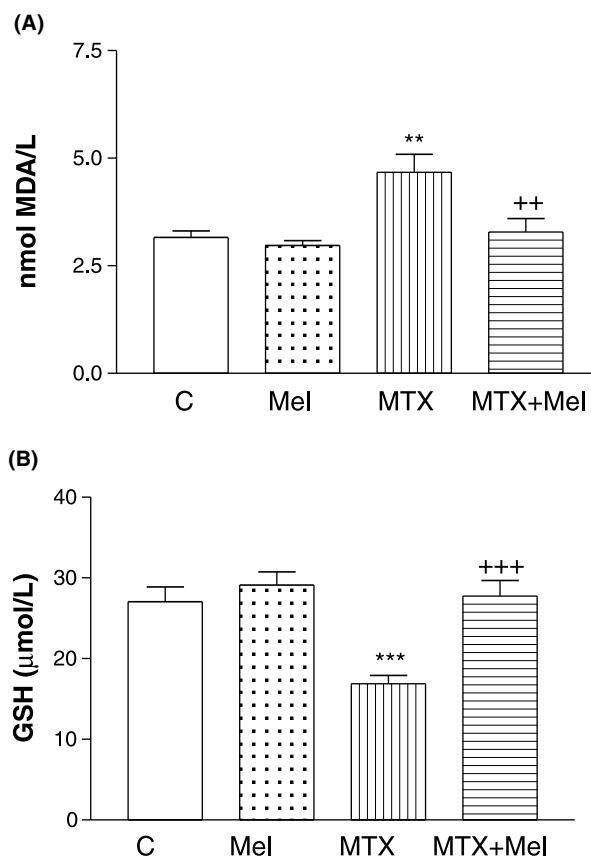 (A)
7.5
5.0
2.5
0.0
nmol MDA/L
**
++
C Mel MTX MTX+Mel
(B)
40
30
20
10
0
GSH (μmol/L)
***
+++
C Mel MTX MTX+Mel